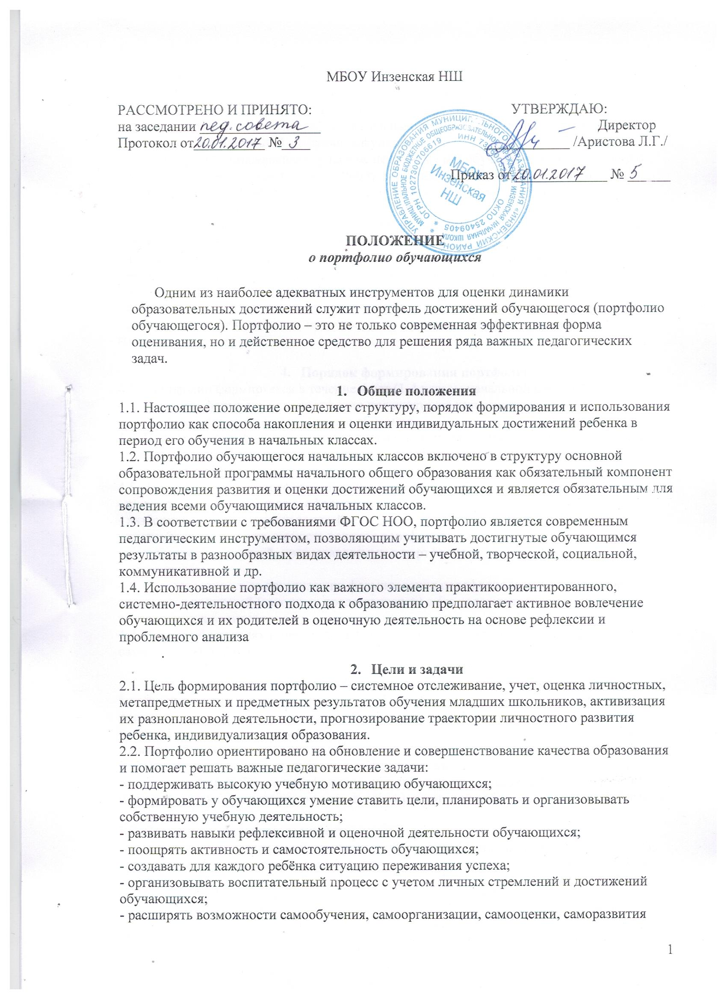 МБОУ Инзенская НШ
РАССМОТРЕНО И ПРИНЯТО:
на заседании пед. совета
Протокол от 20.01.2017 № 3
УТВЕРЖДАЮ:
Директор
/Аристова Л.Г./
Приказ от 20.01.2017 № 5
УПРАВЛЕНИЕ ОБРАЗОВАНИЯ МУНИЦИПАЛЬНОГО ОБРАЗОВАНИЯ «ИНЗЕНСКИЙ РАЙОН»
МУНИЦИПАЛЬНОЕ БЮДЖЕТНОЕ ОБЩЕОБРАЗОВАТЕЛЬНОЕ УЧРЕЖДЕНИЕ ИНЗЕНСКАЯ НАЧАЛЬНАЯ ШКОЛА
ОГРН 1027300706619 ИНН ОКПО 25409405
МБОУ
Инзенская
НШ
ПОЛОЖЕНИЕ
о портфолио обучающихся
Одним из наиболее адекватных инструментов для оценки динамики
образовательных достижений служит портфель достижений обучающегося (портфолио
обучающегося). Портфолио – это не только современная эффективная форма
оценивания, но и действенное средство для решения ряда важных педагогических
задач.
1. Общие положения
1.1. Настоящее положение определяет структуру, порядок формирования и использования
портфолио как способа накопления и оценки индивидуальных достижений ребенка в
период его обучения в начальных классах.
1.2. Портфолио обучающегося начальных классов включено в структуру основной
образовательной программы начального общего образования как обязательный компонент
сопровождения развития и оценки достижений обучающихся и является обязательным для
ведения всеми обучающимися начальных классов.
1.3. В соответствии с требованиями ФГОС НОО, портфолио является современным
педагогическим инструментом, позволяющим учитывать достигнутые обучающимся
результаты в разнообразных видах деятельности – учебной, творческой, социальной,
коммуникативной и др.
1.4. Использование портфолио как важного элемента практикоориентированного,
системно-деятельностного подхода к образованию предполагает активное вовлечение
обучающихся и их родителей в оценочную деятельность на основе рефлексии и
проблемного анализа
.
2. Цели и задачи
2.1. Цель формирования портфолио – системное отслеживание, учет, оценка личностных,
метапредметных и предметных результатов обучения младших школьников, активизация
их разноплановой деятельности, прогнозирование траектории личностного развития
ребенка, индивидуализация образования.
2.2. Портфолио ориентировано на обновление и совершенствование качества образования
и помогает решать важные педагогические задачи:
- поддерживать высокую учебную мотивацию обучающихся;
- формировать у обучающихся умение ставить цели, планировать и организовывать
собственную учебную деятельность;
- развивать навыки рефлексивной и оценочной деятельности обучающихся;
- поощрять активность и самостоятельность обучающихся;
- создавать для каждого ребёнка ситуацию переживания успеха;
- организовывать воспитательный процесс с учетом личных стремлений и достижений
обучающихся;
- расширять возможности самообучения, самоорганизации, самооценки, саморазвития
1